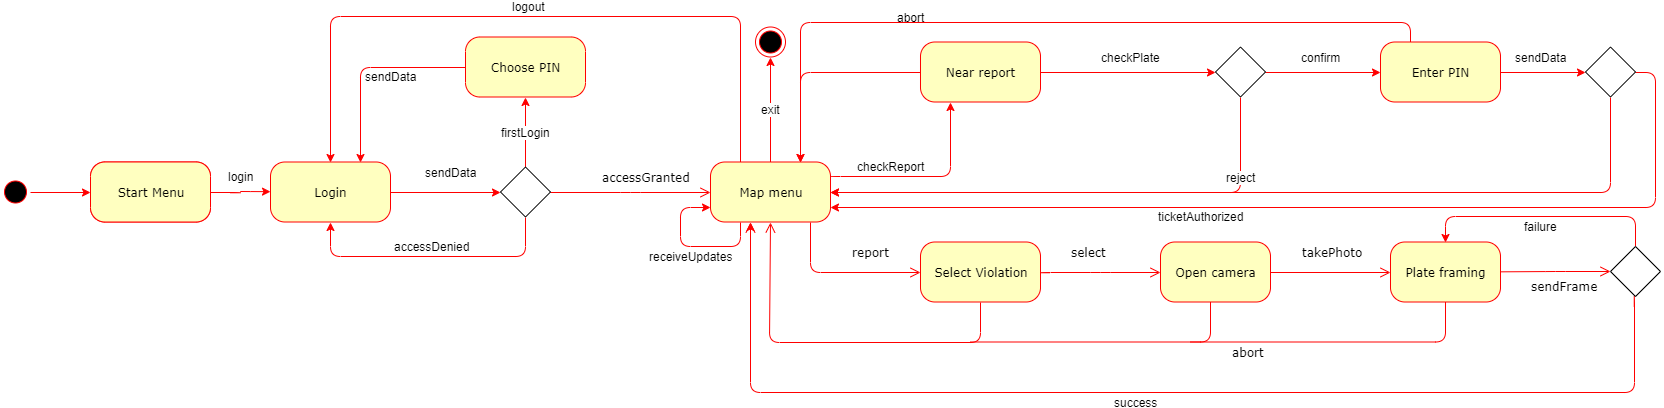 logout
abort
Choose PIN
sendData
Near report
checkPlate
confirm
Enter PIN
sendData
exit
firstLogin
checkReport
Start Menu
login
Login
sendData
accessGranted
Map menu
reject
accessDenied
receiveUpdates
ticketAuthorized
failure
report
Select Violation
select
Open camera
takePhoto
Plate framing
sendFrame
abort
success